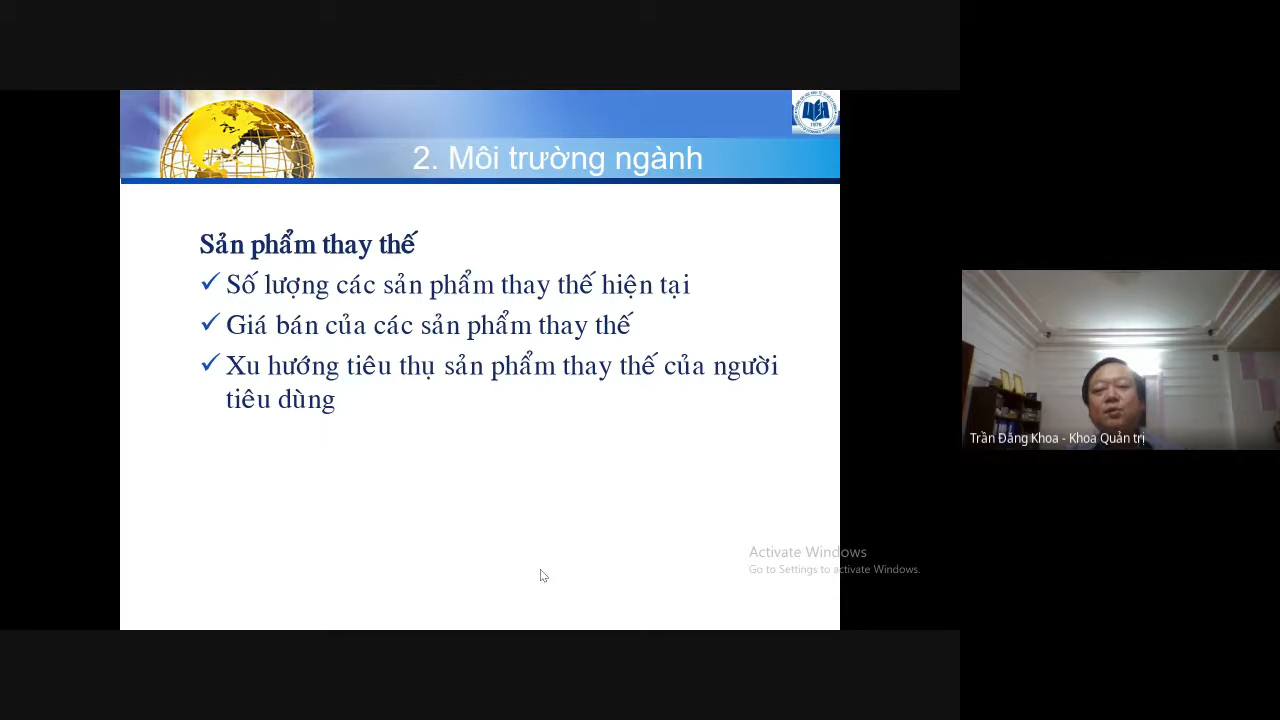 2. Môi trường ngành
Sản phẩm thay thế
Số lượng các sản phẩm thay thế hiện tại
Giá bán của các sản phẩm thay thế
Xu hướng tiêu thụ sản phẩm thay thế của người
tiêu dùng
Trần Đăng Khoa - Khoa Quản trị
Activate Windows
Go to Settings to activate Windows.
1976